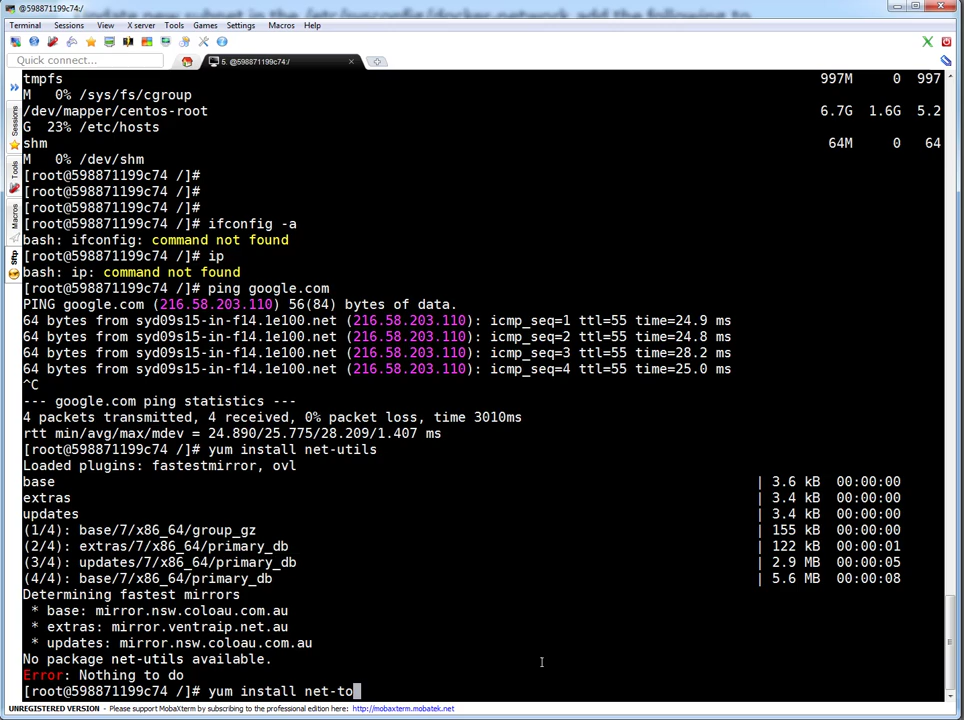 @598871199c74:/
Terminal Sessions View X server Tools Games Settings Macros Help
Quick connect...
5. @598871199c74:/
Sessions
Tools
Macros
Sftp
tmpfs 997M 0 997
M 0% /sys/fs/cgroup
/dev/mapper/centos-root 6.7G 1.6G 5.2
G 23% /etc/hosts
shm 64M 0 64
M 0% /dev/shm
[root@598871199c74 /]#
[root@598871199c74 /]#
[root@598871199c74 /]#
[root@598871199c74 /]# ifconfig -a
bash: ifconfig: command not found
[root@598871199c74 /]# ip
bash: ip: command not found
[root@598871199c74 /]# ping google.com
PING google.com (216.58.203.110) 56(84) bytes of data.
64 bytes from syd09s15-in-f14.1e100.net (216.58.203.110): icmp_seq=1 ttl=55 time=24.9 ms
64 bytes from syd09s15-in-f14.1e100.net (216.58.203.110): icmp_seq=2 ttl=55 time=24.8 ms
64 bytes from syd09s15-in-f14.1e100.net (216.58.203.110): icmp_seq=3 ttl=55 time=28.2 ms
64 bytes from syd09s15-in-f14.1e100.net (216.58.203.110): icmp_seq=4 ttl=55 time=25.0 ms
^C
--- google.com ping statistics ---
4 packets transmitted, 4 received, 0% packet loss, time 3010ms
rtt min/avg/max/mdev = 24.890/25.775/28.209/1.407 ms
[root@598871199c74 /]# yum install net-utils
Loaded plugins: fastestmirror, ovl
base | 3.6 kB 00:00:00
extras | 3.4 kB 00:00:00
updates | 3.4 kB 00:00:00
(1/4): base/7/x86_64/group_gz | 155 kB 00:00:00
(2/4): extras/7/x86_64/primary_db | 122 kB 00:00:01
(3/4): updates/7/x86_64/primary_db | 2.9 MB 00:00:05
(4/4): base/7/x86_64/primary_db | 5.6 MB 00:00:08
Determining fastest mirrors
* base: mirror.nsw.coloau.com.au
* extras: mirror.ventraip.net.au
* updates: mirror.nsw.coloau.com.au
No package net-utils available.
Error: Nothing to do
[root@598871199c74 /]# yum install net-to
UNREGISTERED VERSION - Please support MobaXterm by subscribing to the professional edition here: http://mobaxterm.mobatek.net